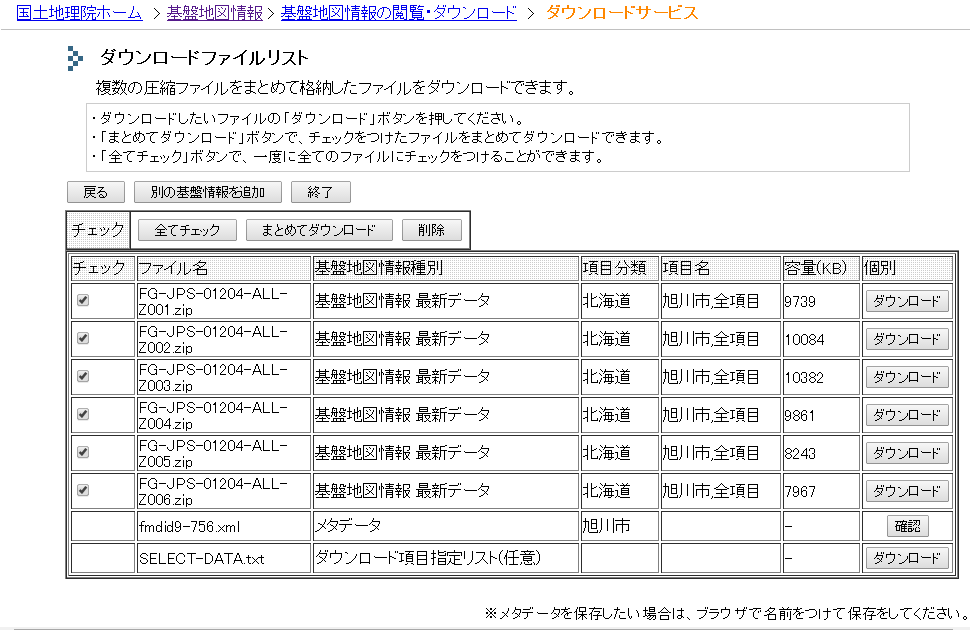 国土地理院ホーム > 基盤地図情報 > 基盤地図情報の閲覧・ダウンロード > ダウンロードサービス
ダウンロードファイルリスト
複数の圧縮ファイルをまとめて格納したファイルをダウンロードできます。
・ダウンロードしたいファイルの「ダウンロード」ボタンを押してください。
・「まとめてダウンロード」ボタンで、チェックをつけたファイルをまとめてダウンロードできます。
・「全てチェック」ボタンで、一度に全てのファイルにチェックをつけることができます。
戻る 別の基盤情報を追加 終了
チェック 全てチェック まとめてダウンロード 削除
チェック ファイル名 基盤地図情報種別 項目分類 項目名 容量(KB) 個別
FG-JPS-01204-ALL-
Z001.zip 基盤地図情報 最新データ 北海道 旭川市,全項目 9739 ダウンロード
FG-JPS-01204-ALL-
Z002.zip 基盤地図情報 最新データ 北海道 旭川市,全項目 10084 ダウンロード
FG-JPS-01204-ALL-
Z003.zip 基盤地図情報 最新データ 北海道 旭川市,全項目 10382 ダウンロード
FG-JPS-01204-ALL-
Z004.zip 基盤地図情報 最新データ 北海道 旭川市,全項目 9861 ダウンロード
FG-JPS-01204-ALL-
Z005.zip 基盤地図情報 最新データ 北海道 旭川市,全項目 8243 ダウンロード
FG-JPS-01204-ALL-
Z006.zip 基盤地図情報 最新データ 北海道 旭川市,全項目 7967 ダウンロード
fmdid9-756.xml メタデータ 旭川市 - 確認
SELECT-DATA.txt ダウンロード項目指定リスト(任意) - ダウンロード
※メタデータを保存したい場合は、ブラウザで名前をつけて保存をしてください。